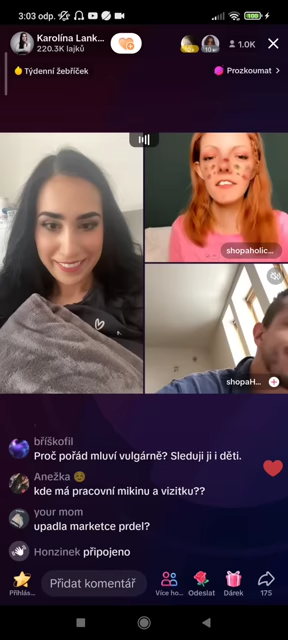 3:03 odp.
Karolína Lank...
220.3K lajků
1.0K
Týdenní žebříček
Prozkoumat >
shopaholic...
shopaH...
bříškofil
Proč pořád mluví vulgárně? Sleduji ji i děti.
Anežka ☹️
kde má pracovní mikinu a vizitku??
your mom
upadla marketce prdel?
Honzinek připojeno
Přidat komentář
Přihlás...
Více ho...
Odeslat
Dárek
175